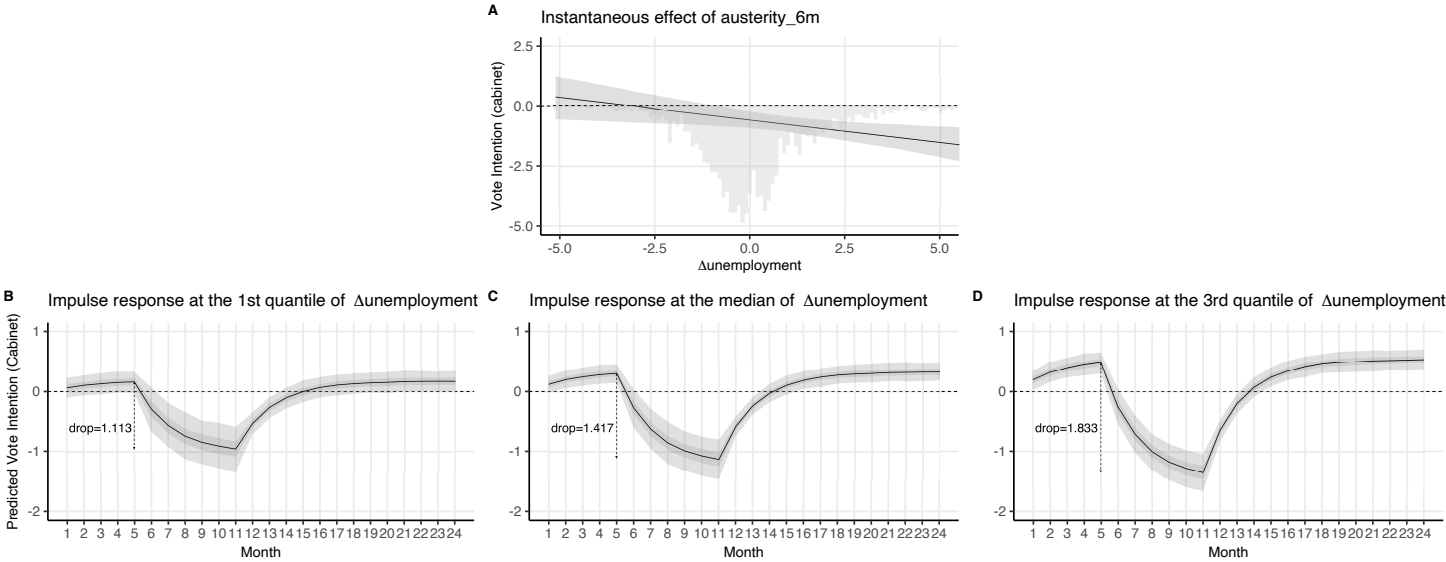 A
Instantaneous effect of austerity_6m
Vote Intention (cabinet)
2.5
0.0
-2.5
-5.0
-5.0 -2.5 0.0 2.5 5.0
Δunemployment
B
Impulse response at the 1st quantile of Δunemployment
Predicted Vote Intention (Cabinet)
1
0
-1
-2
drop=1.113
1 2 3 4 5 6 7 8 9 10 11 12 13 14 15 16 17 18 19 20 21 22 23 24
Month
C
Impulse response at the median of Δunemployment
1
0
-1
-2
drop=1.417
1 2 3 4 5 6 7 8 9 10 11 12 13 14 15 16 17 18 19 20 21 22 23 24
Month
D
Impulse response at the 3rd quantile of Δunemployment
1
0
-1
-2
drop=1.833
1 2 3 4 5 6 7 8 9 10 11 12 13 14 15 16 17 18 19 20 21 22 23 24
Month